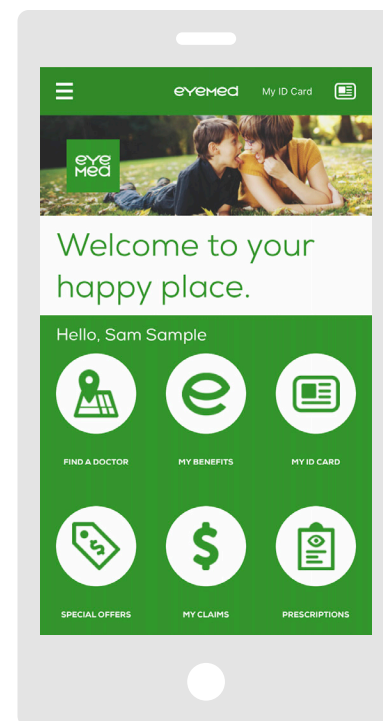 eyemed My ID Card
eye
med
Welcome to your
happy place.
Hello, Sam Sample
FIND A DOCTOR MY BENEFITS MY ID CARD
$
$
SPECIAL OFFERS MY CLAIMS PRESCRIPTIONS